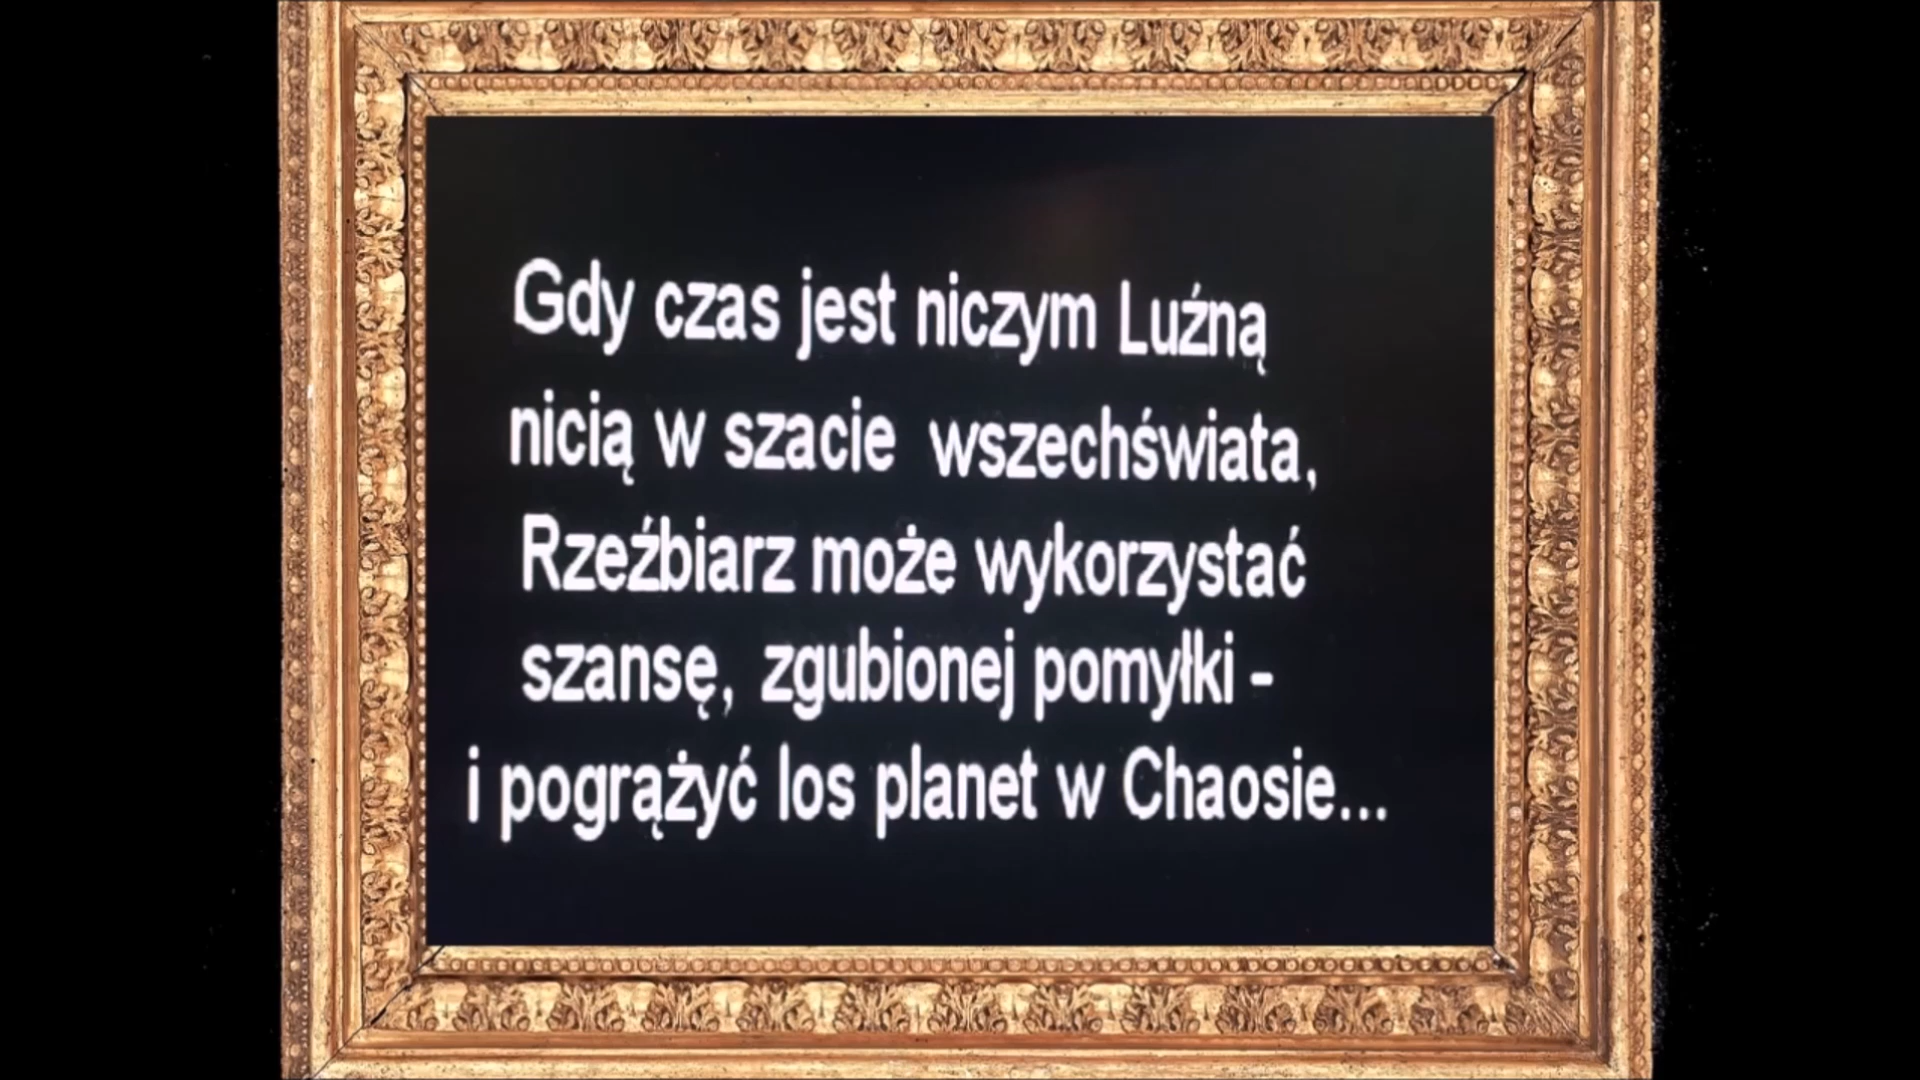 Gdy czas jest niczym Luźną
nicią w szacie wszechświata,
Rzeźbiarz może wykorzystać
szansę, zgubionej pomyłki -
i pogrążyć los planet w Chaosie...